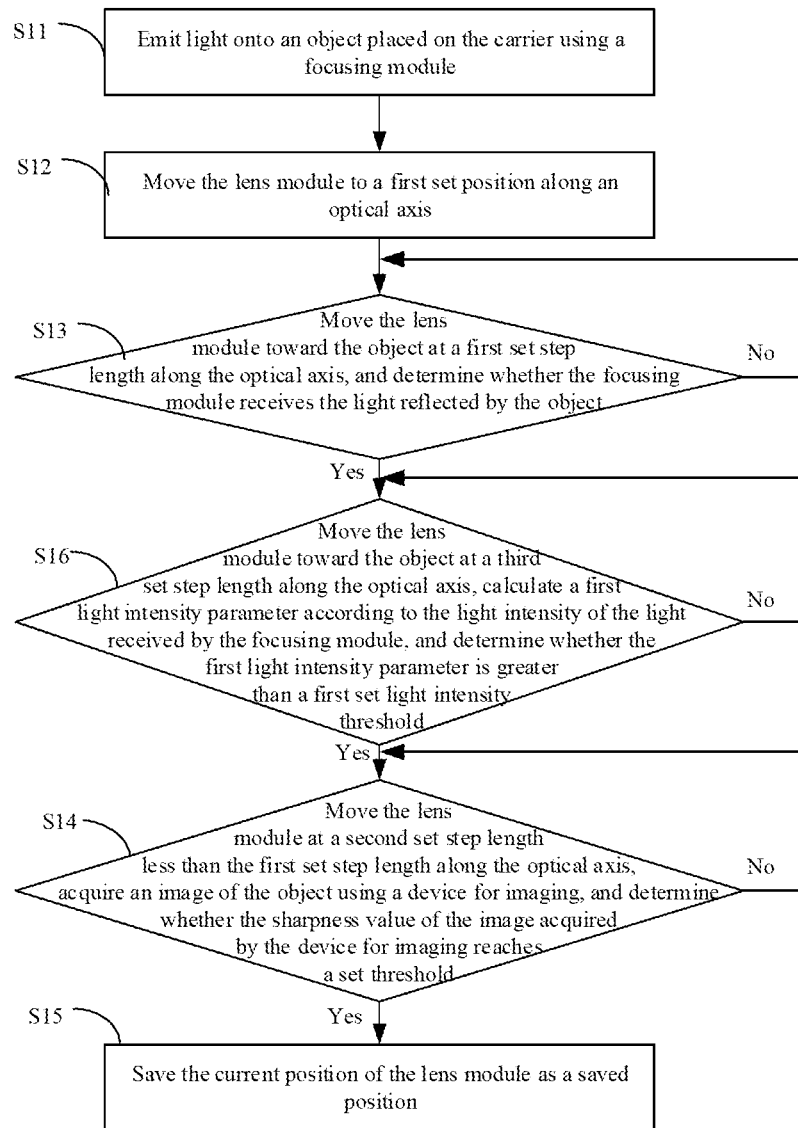 S11
Emit light onto an object placed on the carrier using a
focusing module
S12
Move the lens module to a first set position along an
optical axis
S13
Move the lens
module toward the object at a first set step
length along the optical axis, and determine whether the focusing
module receives the light reflected by the object
No
Yes
S16
Move the lens
module toward the object at a third
set step length along the optical axis, calculate a first
light intensity parameter according to the light intensity of the light
received by the focusing module, and determine whether the
first light intensity parameter is greater
than a first set light intensity
threshold
No
Yes
S14
Move the lens
module at a second set step length
less than the first set step length along the optical axis,
acquire an image of the object using a device for imaging, and determine
whether the sharpness value of the image acquired
by the device for imaging reaches
a set threshold
No
Yes
S15
Save the current position of the lens module as a saved
position